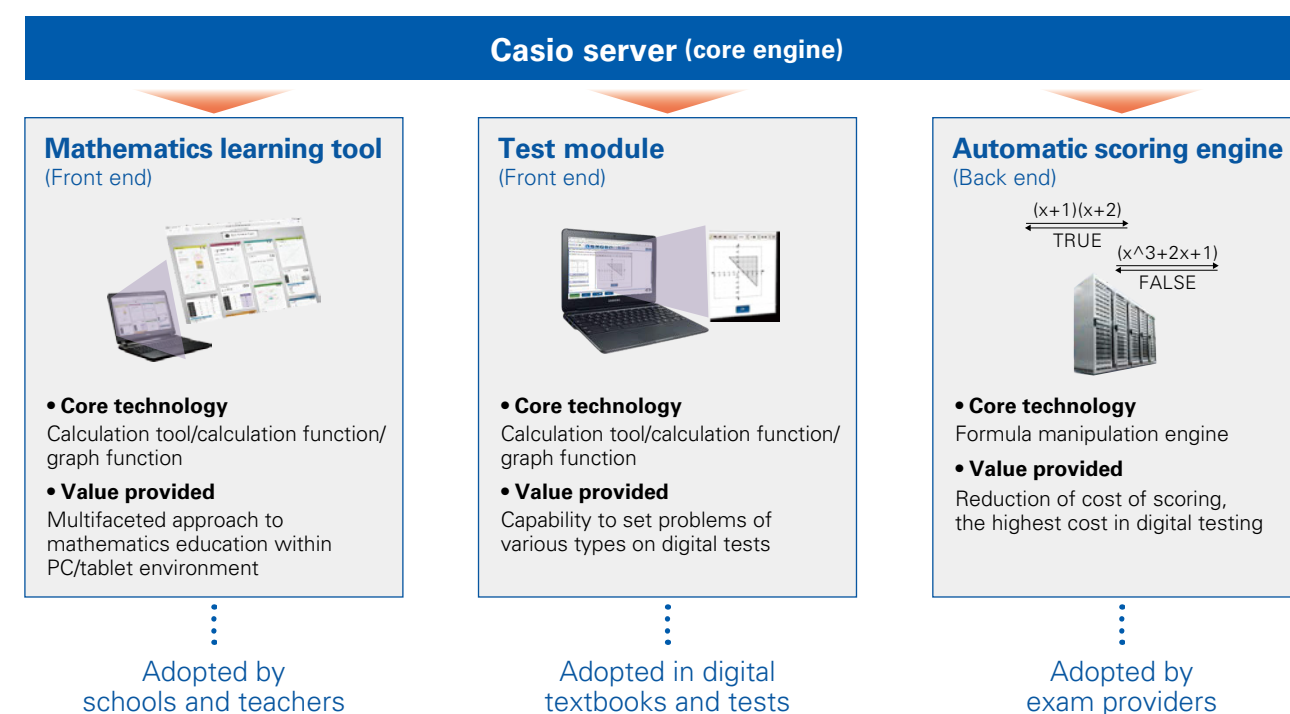 Casio server (core engine)
Mathematics learning tool
(Front end)
• Core technology
Calculation tool/calculation function/
graph function
• Value provided
Multifaceted approach to
mathematics education within
PC/tablet environment
Adopted by
schools and teachers
Test module
(Front end)
• Core technology
Calculation tool/calculation function/
graph function
• Value provided
Capability to set problems of
various types on digital tests
Adopted in digital
textbooks and tests
Automatic scoring engine
(Back end)
(x+1)(x+2)
TRUE
(x^3+2x+1)
FALSE
• Core technology
Formula manipulation engine
• Value provided
Reduction of cost of scoring,
the highest cost in digital testing
Adopted by
exam providers